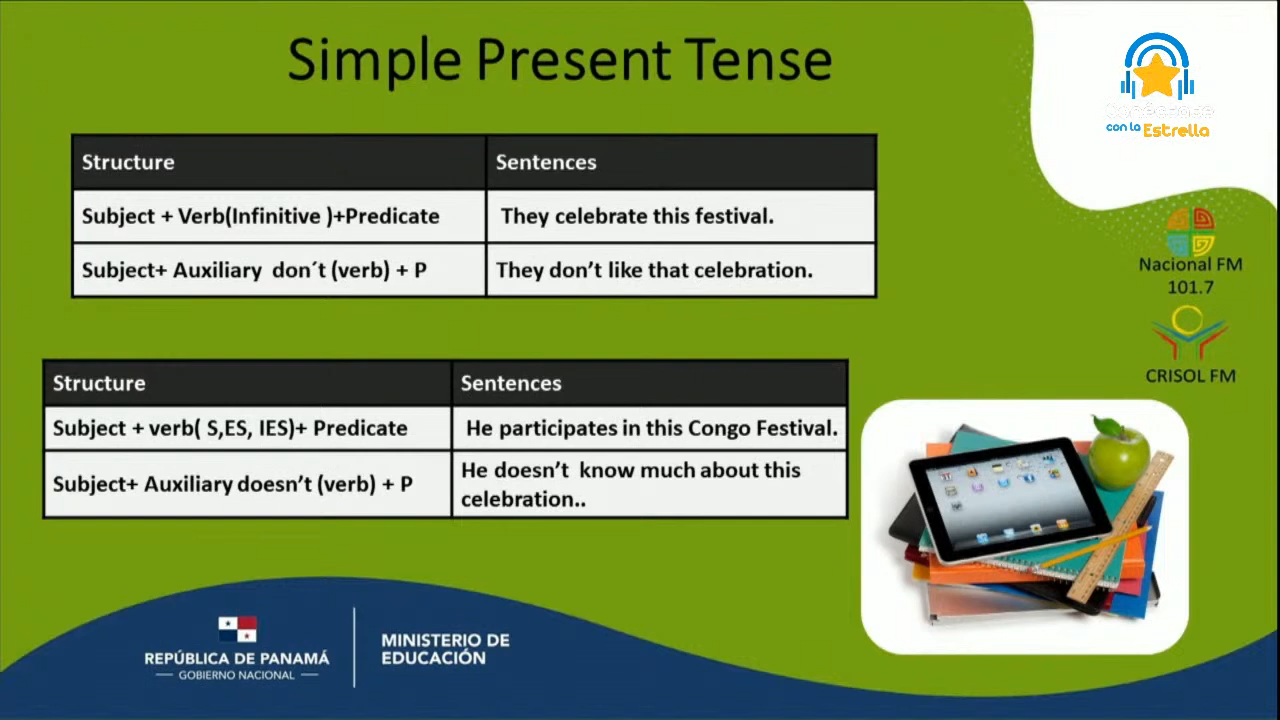 Simple Present Tense
Conéctate
con la Estrella
Structure Sentences
Subject + Verb(Infinitive )+Predicate They celebrate this festival.
Subject+ Auxiliary don´t (verb) + P They don't like that celebration.
Nacional FM
101.7
CRISOL FM
Structure Sentences
Subject + verb( S,ES, IES)+ Predicate He participates in this Congo Festival.
Subject+ Auxiliary doesn't (verb) + P He doesn't know much about this
celebration..
REPÚBLICA DE PANAMÁ
— GOBIERNO NACIONAL —
MINISTERIO DE
EDUCACIÓN